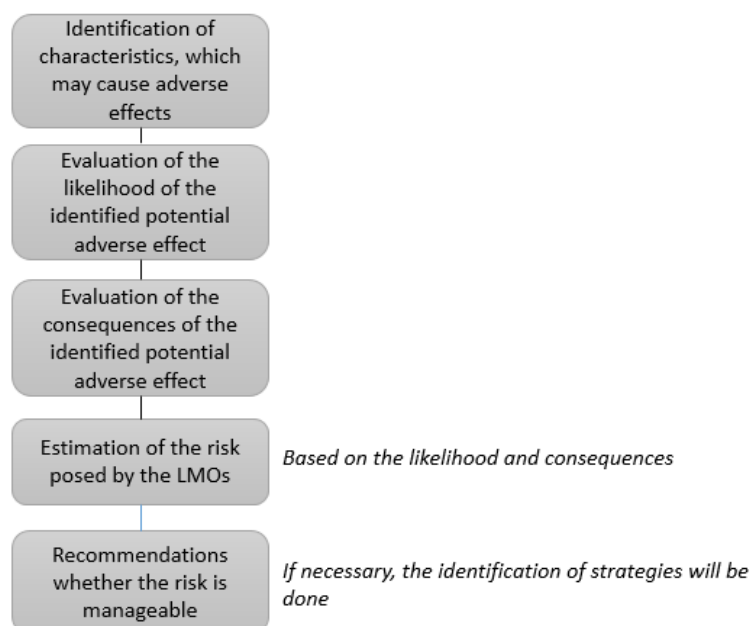 Identification of
characteristics, which
may cause adverse
effects
Evaluation of the
likelihood of the
identified potential
adverse effect
Evaluation of the
consequences of the
identified potential
adverse effect
Estimation of the risk
posed by the LMOs
Based on the likelihood and consequences
Recommendations
whether the risk is
manageable
If necessary, the identification of strategies will be
done